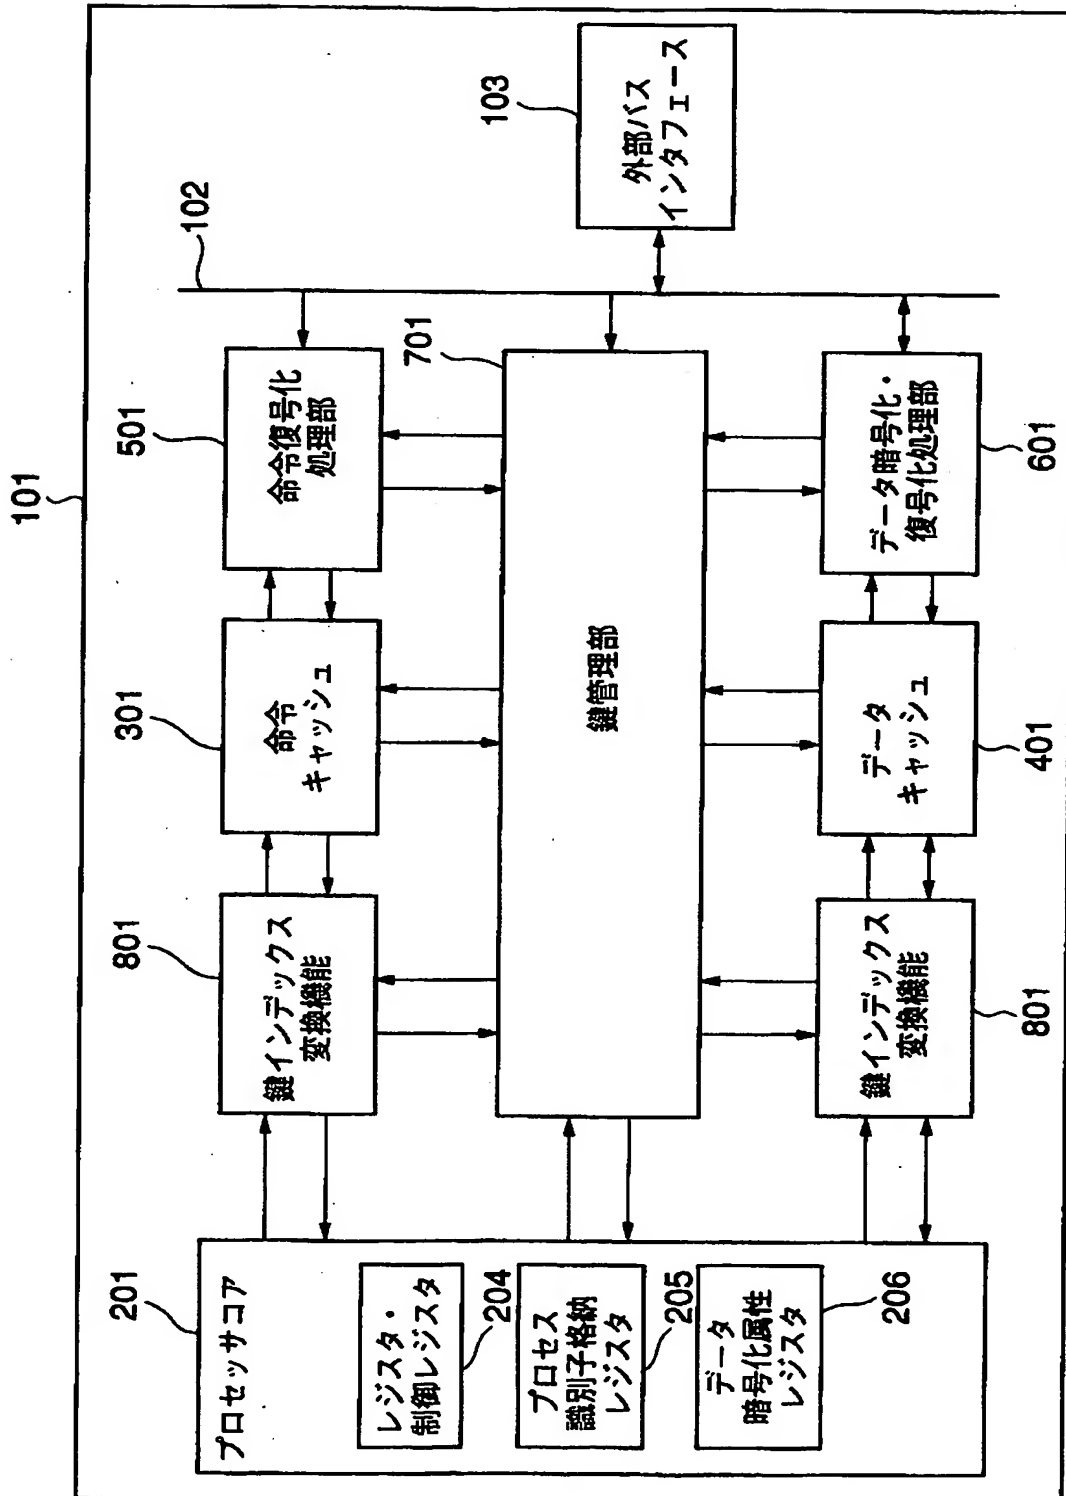 101
201
プロセッサコア
レジスタ・
制御レジスタ
204
プロセス
識別子格納
レジスタ
205
データ
暗号化属性
レジスタ
206
801
鍵インデックス
変換機能
301
命令
キャッシュ
501
命令復号化
処理部
102
701
鍵管理部
103
外部バス
インタフェース
鍵インデックス
変換機能
801
データ
キャッシュ
401
データ暗号化・
復号化処理部
601